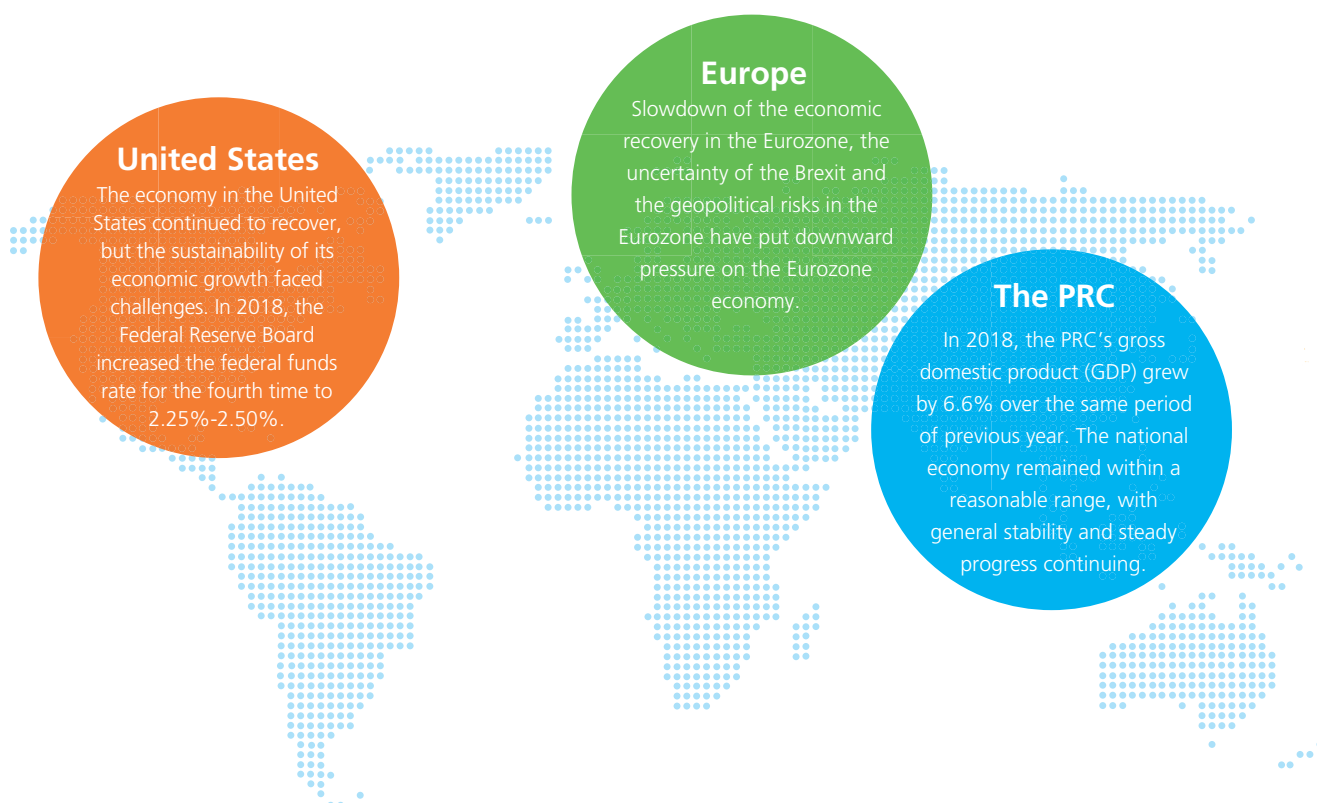 United States
The economy in the United
States continued to recover,
but the sustainability of its
economic growth faced
challenges. In 2018, the
Federal Reserve Board
increased the federal funds
rate for the fourth time to
2.25%-2.50%.
Europe
Slowdown of the economic
recovery in the Eurozone, the
uncertainty of the Brexit and
the geopolitical risks in the
Eurozone have put downward
pressure on the Eurozone
economy.
The PRC
In 2018, the PRC's gross
domestic product (GDP) grew
by 6.6% over the same period
of previous year. The national
economy remained within a
reasonable range, with
general stability and steady
progress continuing.